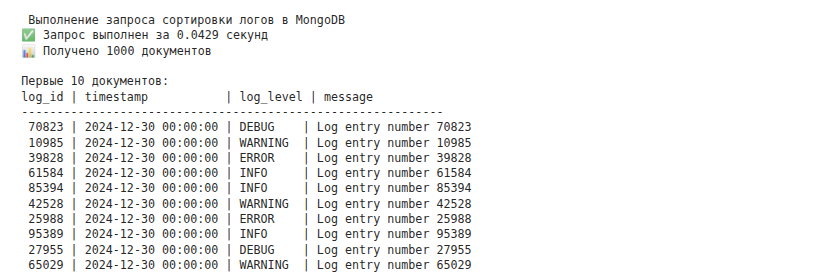 Выполнение запроса сортировки логов в MongoDB
✅ Запрос выполнен за 0.0429 секунд
📊 Получено 1000 документов
Первые 10 документов:
log_id | timestamp           | log_level | message
------------------------------------------------------------
 70823 | 2024-12-30 00:00:00 | DEBUG    | Log entry number 70823
 10985 | 2024-12-30 00:00:00 | WARNING  | Log entry number 10985
 39828 | 2024-12-30 00:00:00 | ERROR    | Log entry number 39828
 61584 | 2024-12-30 00:00:00 | INFO     | Log entry number 61584
 85394 | 2024-12-30 00:00:00 | INFO     | Log entry number 85394
 42528 | 2024-12-30 00:00:00 | WARNING  | Log entry number 42528
 25988 | 2024-12-30 00:00:00 | ERROR    | Log entry number 25988
 95389 | 2024-12-30 00:00:00 | INFO     | Log entry number 95389
 27955 | 2024-12-30 00:00:00 | DEBUG    | Log entry number 27955
 65029 | 2024-12-30 00:00:00 | WARNING  | Log entry number 65029